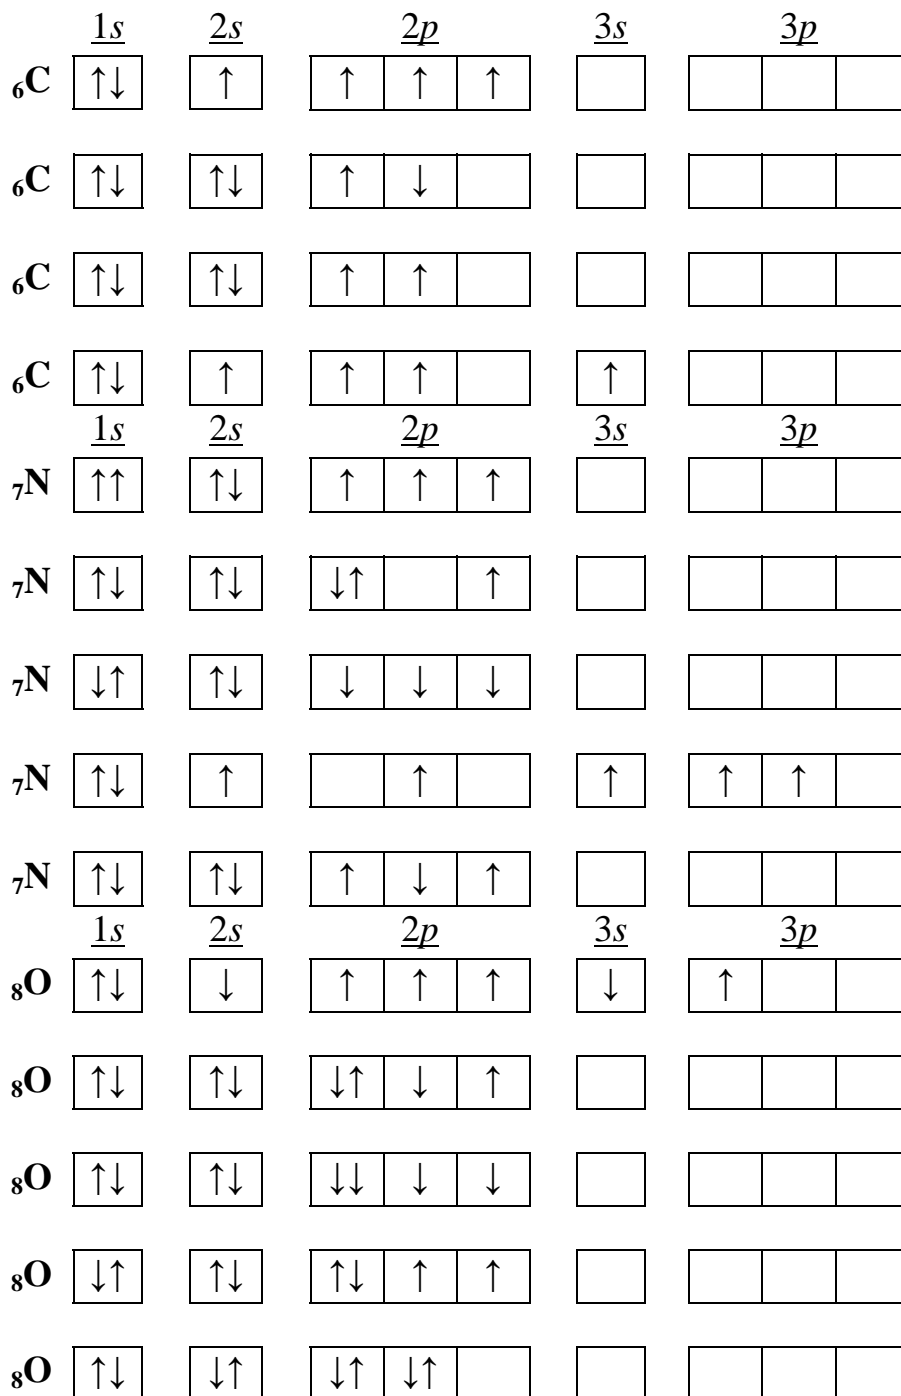 1s 2s 2p 3s 3p
₆C ↑↓ ↑ ↑ ↑ ↑
₆C ↑↓ ↑↓ ↑ ↓
₆C ↑↓ ↑↓ ↑ ↑
₆C ↑↓ ↑ ↑ ↑ ↑
1s 2s 2p 3s 3p
₇N ↑↑ ↑↓ ↑ ↑ ↑
₇N ↑↓ ↑↓ ↓↑ ↑
₇N ↓↑ ↑↓ ↓ ↓ ↓
₇N ↑↓ ↑ ↑ ↑ ↑ ↑
₇N ↑↓ ↑↓ ↑ ↓ ↑
1s 2s 2p 3s 3p
₈O ↑↓ ↓ ↑ ↑ ↑ ↓ ↑
₈O ↑↓ ↑↓ ↓↑ ↓ ↑
₈O ↑↓ ↑↓ ↓↓ ↓ ↓
₈O ↓↑ ↑↓ ↑↓ ↑ ↑
₈O ↑↓ ↓↑ ↓↑ ↓↑